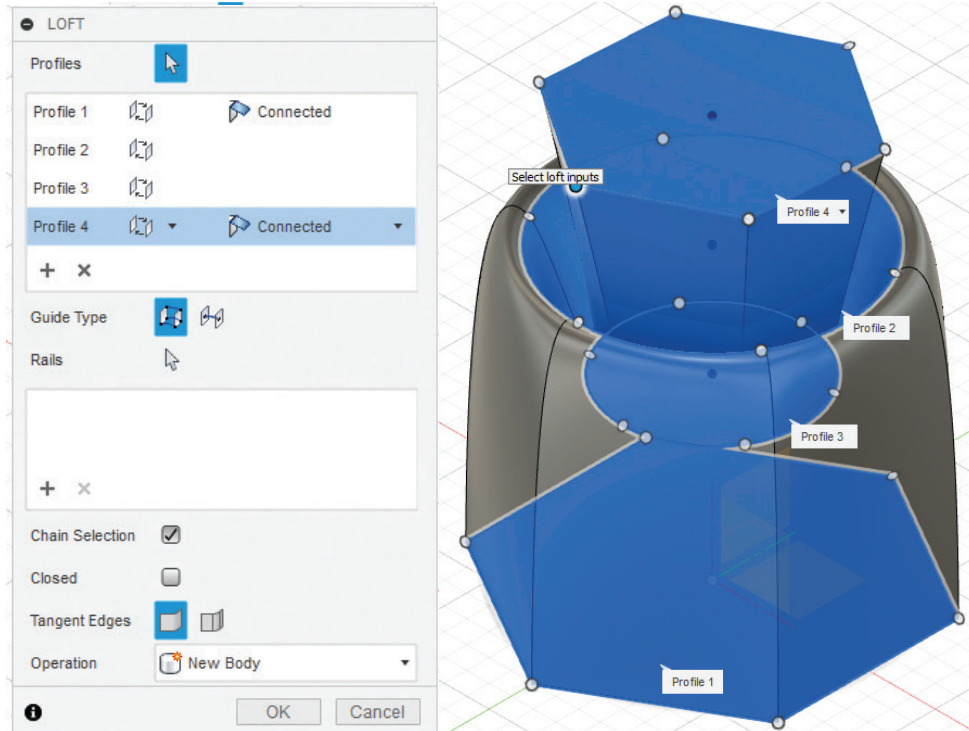 LOFT
Profiles
Profile 1 Connected
Profile 2
Profile 3
Profile 4 Connected
Guide Type
Rails
Chain Selection
Closed
Tangent Edges
Operation New Body
OK Cancel
Select loft inputs
Profile 4
Profile 2
Profile 3
Profile 1